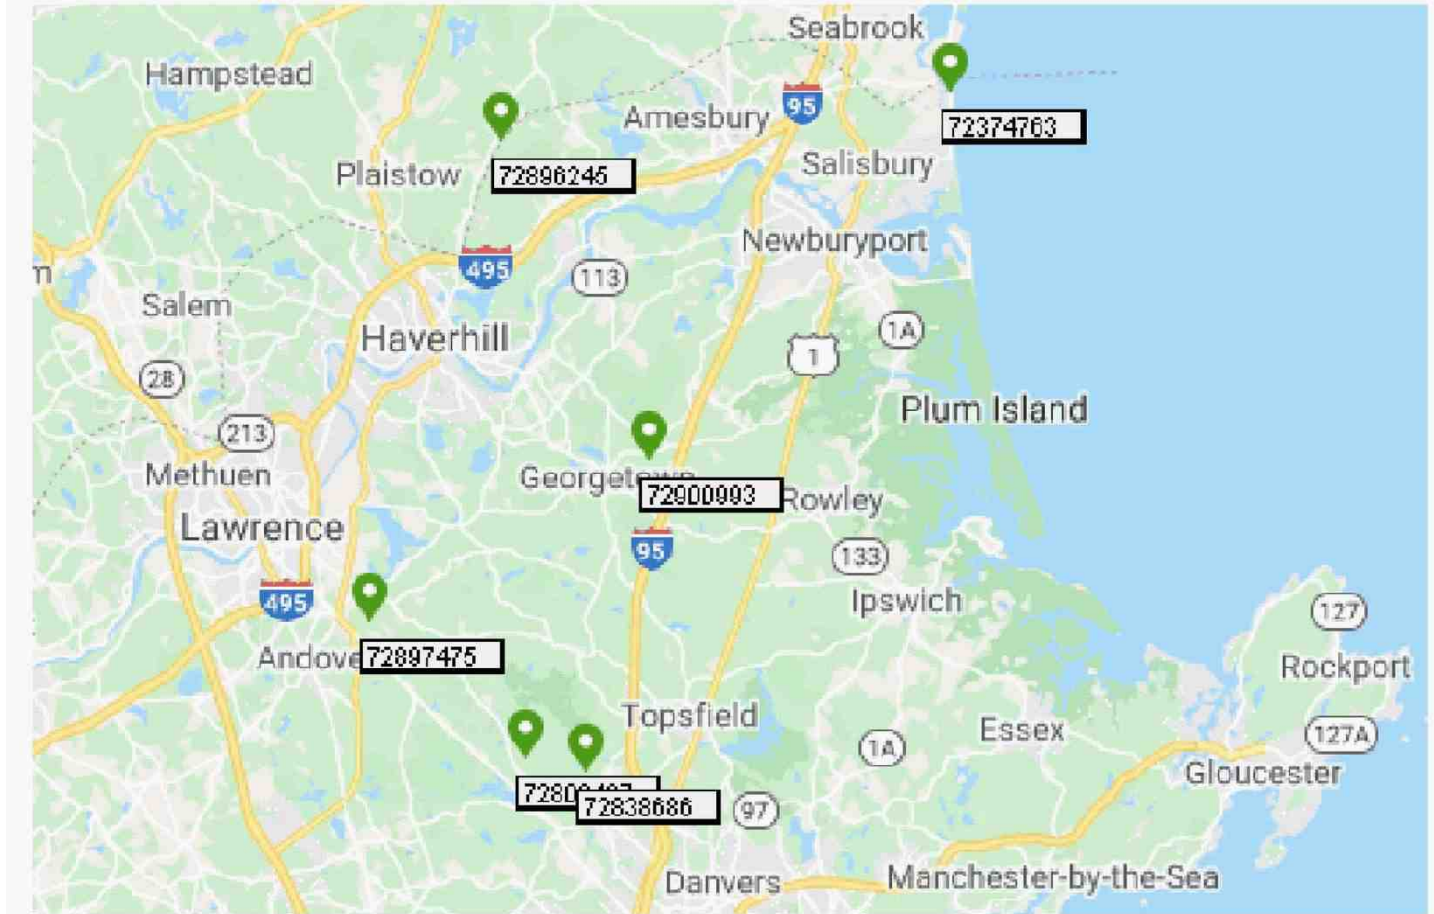 Seabrook
Hampstead
95
Amesbury
72374763
Plaistow
72896245
Salisbury
Newburyport
495
113
m
Salem
Haverhill
1A
1
28
Plum Island
213
Methuen
Georgetown
72900993
Rowley
Lawrence
95
133
495
Ipswich
127
Andove
72897475
Rockport
Topsfield
Essex
1A
127A
Gloucester
72838686
97
Danvers
Manchester-by-the-Sea